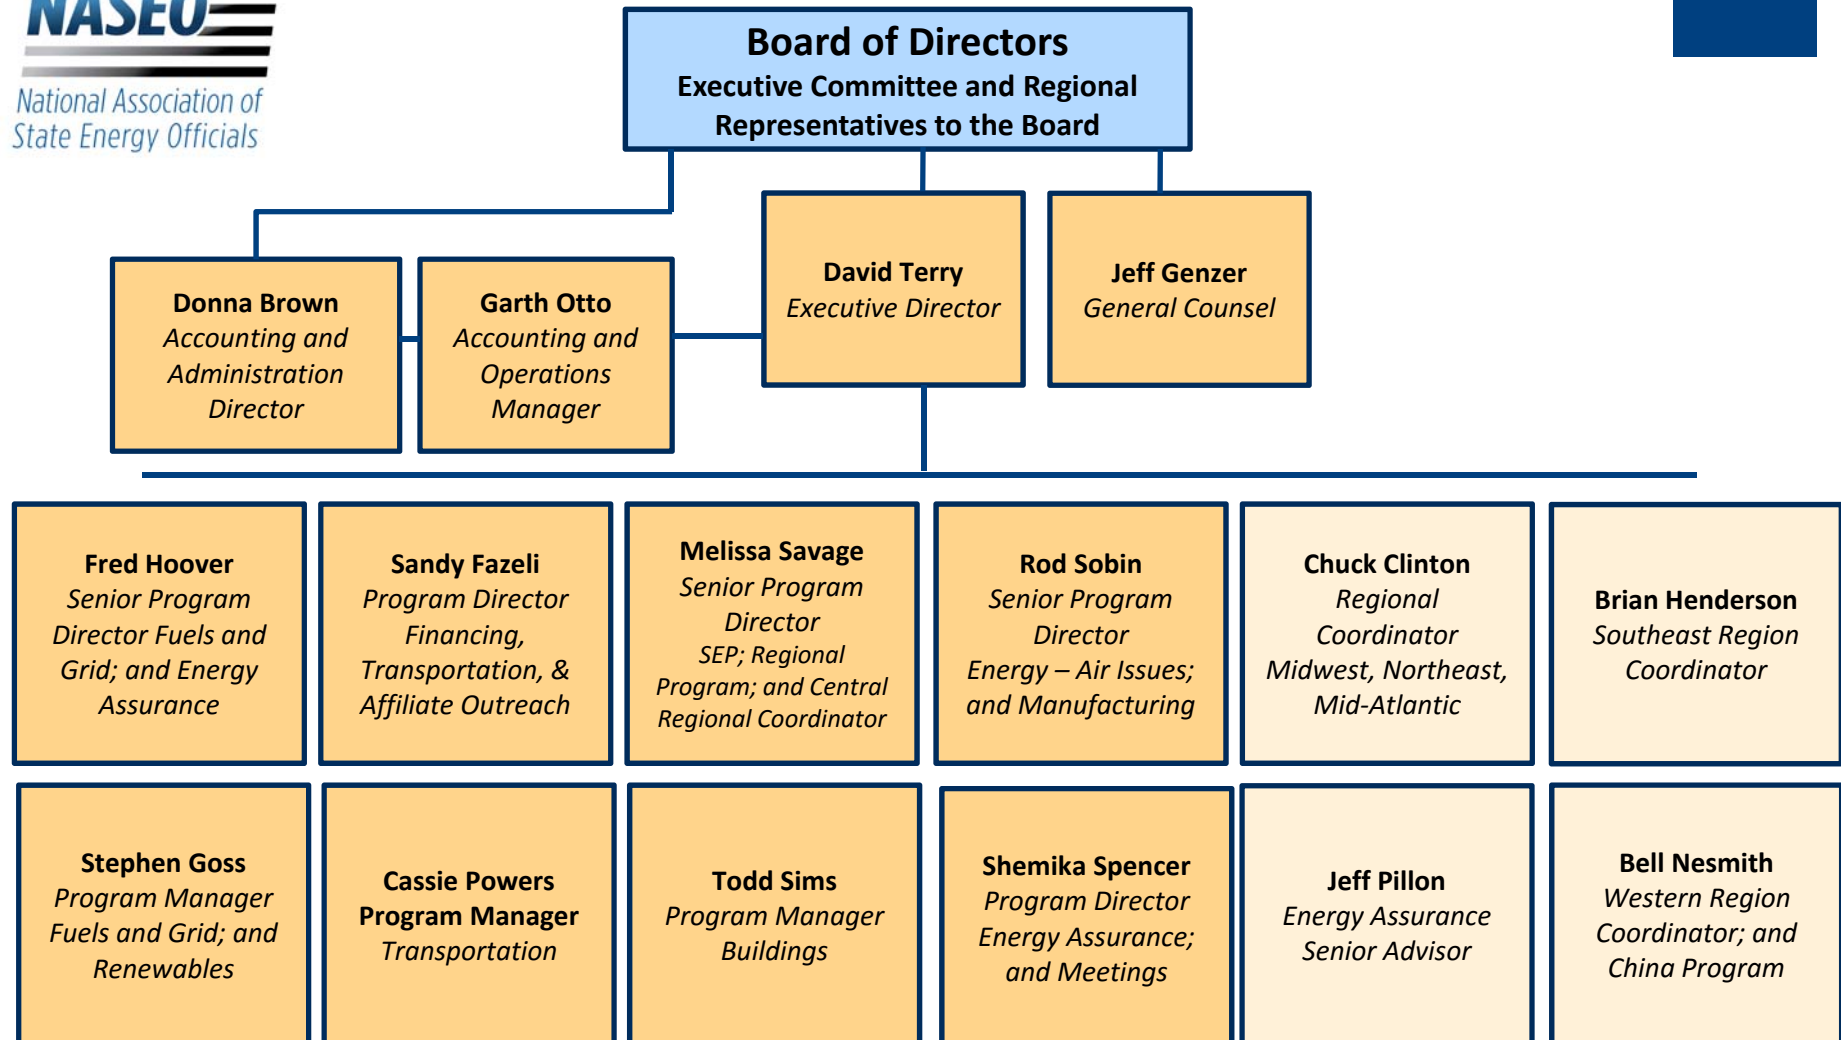 NASEO
National Association of
State Energy Officials
Board of Directors
Executive Committee and Regional
Representatives to the Board
Donna Brown
Accounting and
Administration
Director
Garth Otto
Accounting and
Operations
Manager
David Terry
Executive Director
Jeff Genzer
General Counsel
Fred Hoover
Senior Program
Director Fuels and
Grid; and Energy
Assurance
Sandy Fazeli
Program Director
Financing,
Transportation, &
Affiliate Outreach
Melissa Savage
Senior Program
Director
SEP; Regional
Program; and Central
Regional Coordinator
Rod Sobin
Senior Program
Director
Energy – Air Issues;
and Manufacturing
Chuck Clinton
Regional
Coordinator
Midwest, Northeast,
Mid-Atlantic
Brian Henderson
Southeast Region
Coordinator
Stephen Goss
Program Manager
Fuels and Grid; and
Renewables
Cassie Powers
Program Manager
Transportation
Todd Sims
Program Manager
Buildings
Shemika Spencer
Program Director
Energy Assurance;
and Meetings
Jeff Pillon
Energy Assurance
Senior Advisor
Bell Nesmith
Western Region
Coordinator; and
China Program